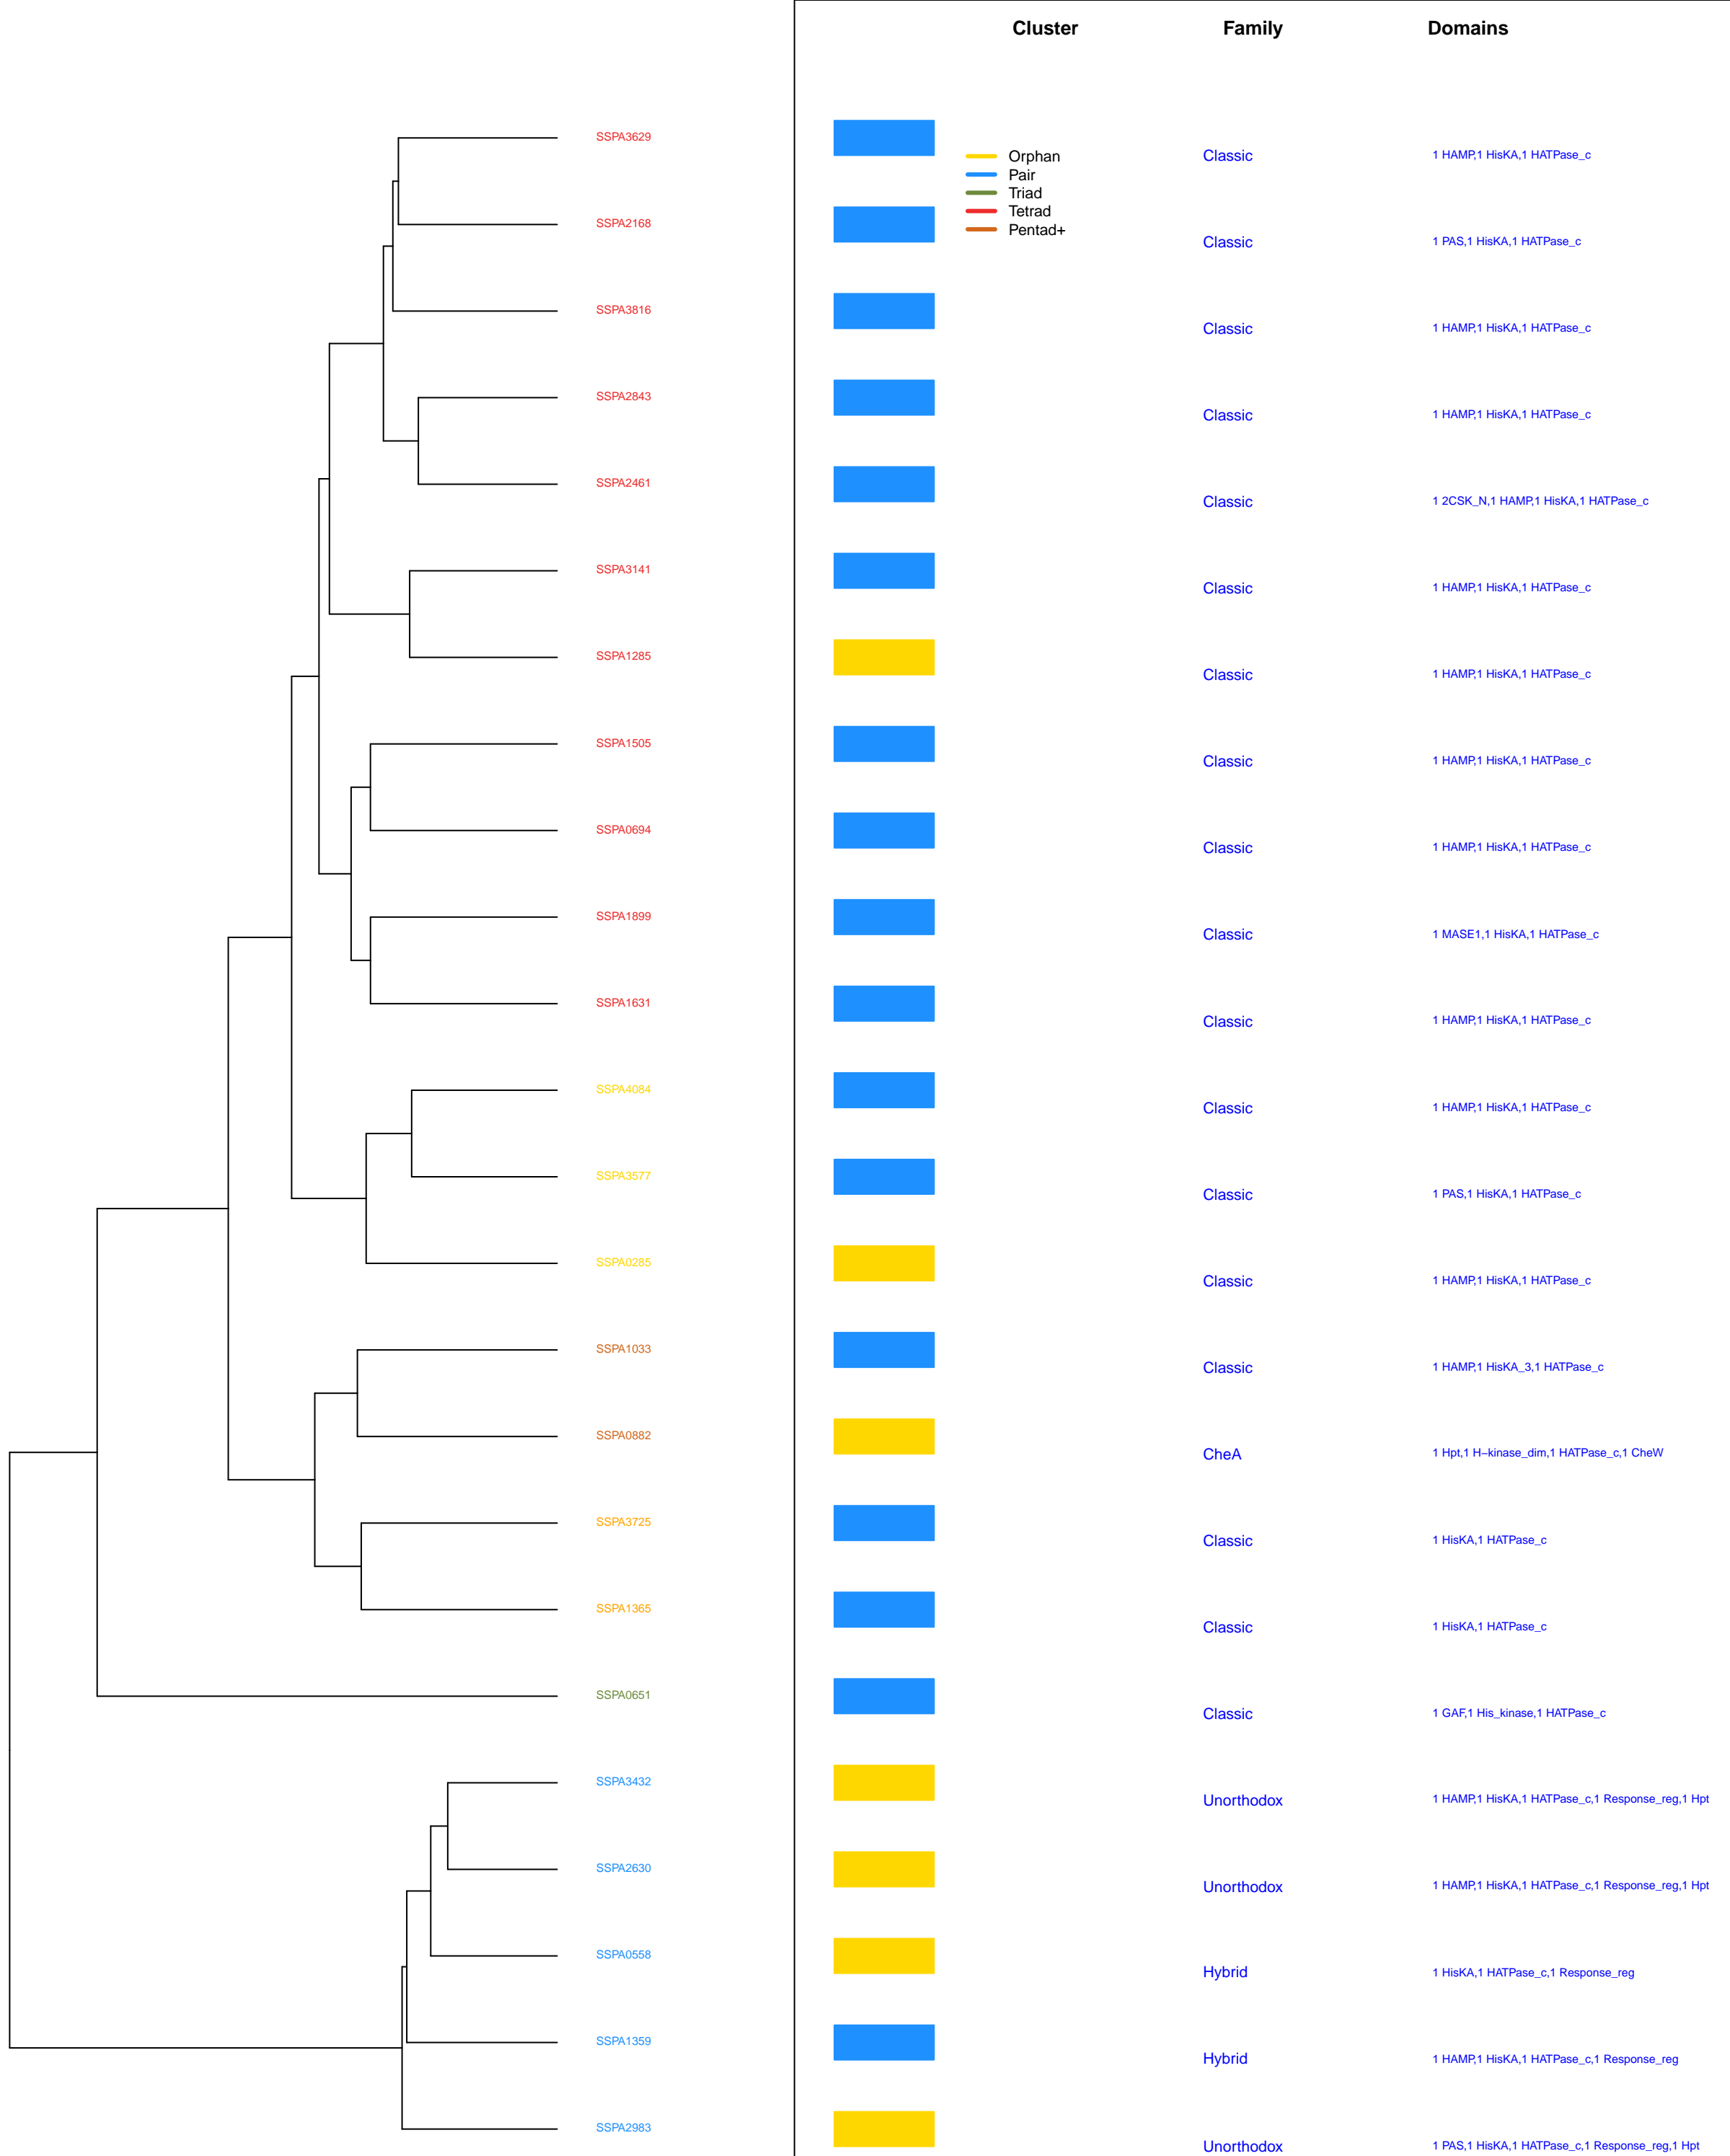 Cluster Family Domains
SSPA3629
Orphan
Classic 1 HAMP,1 HisKA,1 HATPase_c
Pair
Triad
Tetrad
SSPA2168
Pentad+
Classic 1 PAS,1 HisKA,1 HATPase_c
SSPA3816
Classic 1 HAMP,1 HisKA,1 HATPase_c
SSPA2843
Classic 1 HAMP,1 HisKA,1 HATPase_c
SSPA2461
Classic 1 2CSK_N,1 HAMP,1 HisKA,1 HATPase_c
SSPA3141
Classic 1 HAMP,1 HisKA,1 HATPase_c
SSPA1285
Classic 1 HAMP,1 HisKA,1 HATPase_c
SSPA1505
Classic 1 HAMP,1 HisKA,1 HATPase_c
SSPA0694
Classic 1 HAMP,1 HisKA,1 HATPase_c
SSPA1899
Classic 1 MASE1,1 HisKA,1 HATPase_c
SSPA1631
Classic 1 HAMP,1 HisKA,1 HATPase_c
SSPA4084
Classic 1 HAMP,1 HisKA,1 HATPase_c
SSPA3577
Classic 1 PAS,1 HisKA,1 HATPase_c
SSPA0285
Classic 1 HAMP,1 HisKA,1 HATPase_c
SSPA1033
Classic 1 HAMP,1 HisKA_3,1 HATPase_c
SSPA0882
CheA 1 Hpt,1 H−kinase_dim,1 HATPase_c,1 CheW
SSPA3725
Classic 1 HisKA,1 HATPase_c
SSPA1365
Classic 1 HisKA,1 HATPase_c
SSPA0651
Classic 1 GAF,1 His_kinase,1 HATPase_c
SSPA3432
Unorthodox 1 HAMP,1 HisKA,1 HATPase_c,1 Response_reg,1 Hpt
SSPA2630
Unorthodox 1 HAMP,1 HisKA,1 HATPase_c,1 Response_reg,1 Hpt
SSPA0558
Hybrid 1 HisKA,1 HATPase_c,1 Response_reg
SSPA1359
Hybrid 1 HAMP,1 HisKA,1 HATPase_c,1 Response_reg
SSPA2983
Unorthodox 1 PAS,1 HisKA,1 HATPase_c,1 Response_reg,1 Hpt